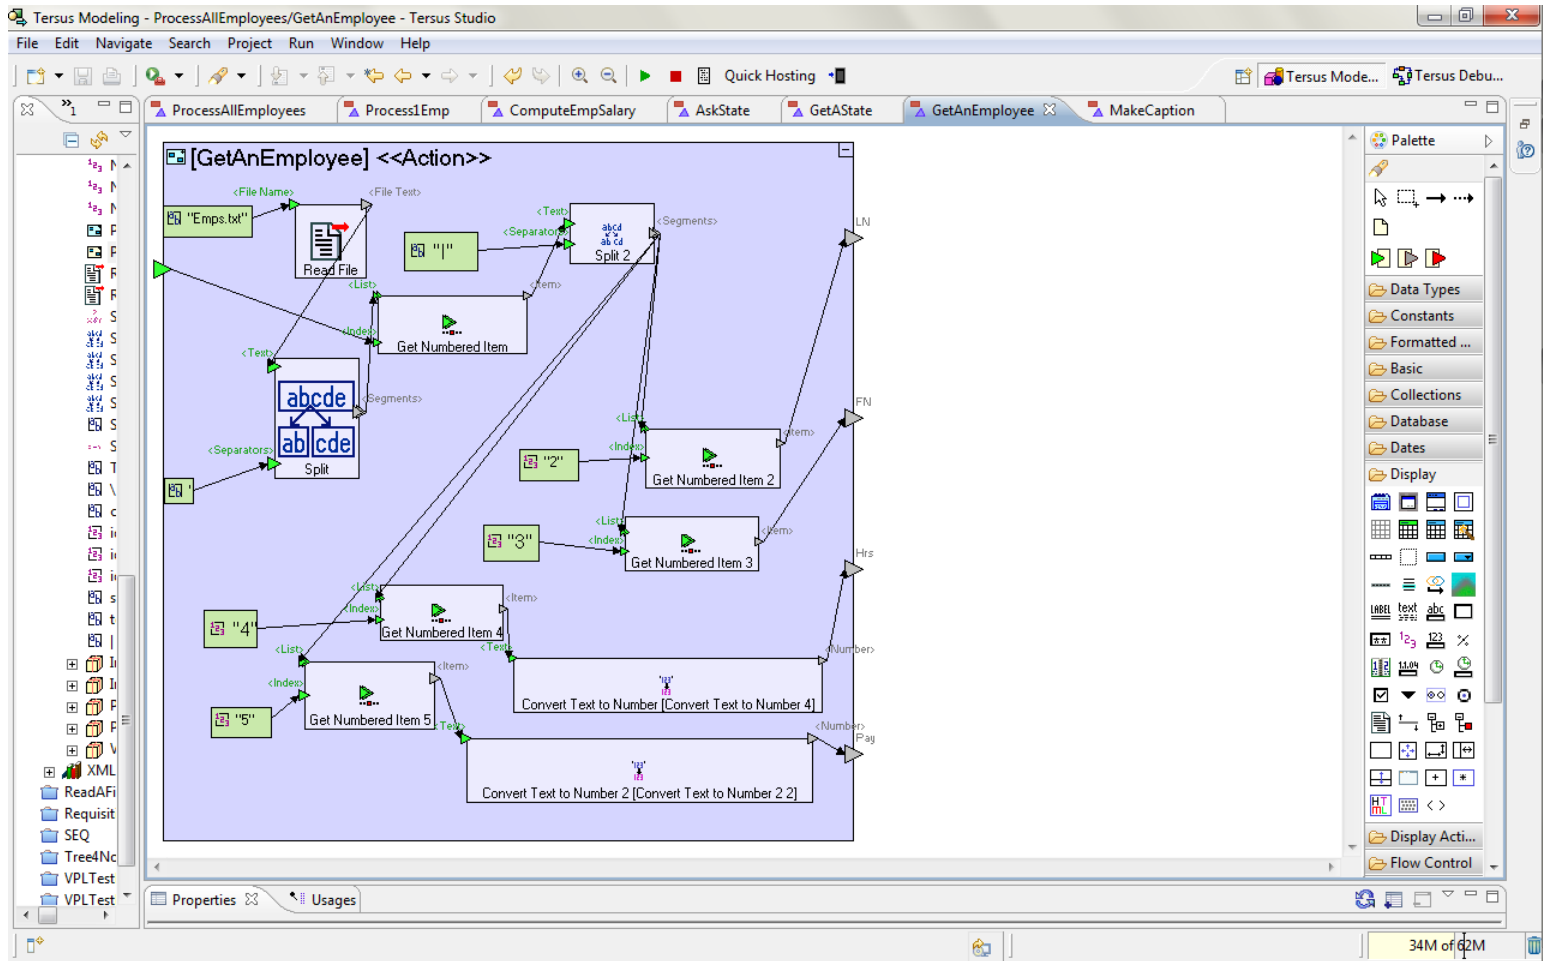 Tersus Modeling - ProcessAllEmployees/GetAnEmployee - Tersus Studio
File Edit Navigate Search Project Run Window Help
Quick Hosting
Tersus Mode... Tersus Debu...
ProcessAllEmployees Process1Emp ComputeEmpSalary AskState GetAState GetAnEmployee MakeCaption
[GetAnEmployee] <<Action>>
<File Name> <File Text>
"Emps.txt"
Read File
<Text>
<Separators>
<Segments>
"|"
Split 2
LN
<List> <Item>
<Index>
Get Numbered Item
<Text>
abcde
ab cde
<Segments>
<Separators>
Split
FN
<List> <Item>
<Index>
"2"
Get Numbered Item 2
<List> <Item>
<Index>
"3"
Get Numbered Item 3
Hrs
<List> <Item>
<Index>
"4"
Get Numbered Item 4
<Text> <Number>
Convert Text to Number [Convert Text to Number 4]
<List> <Item>
<Index>
"5"
Get Numbered Item 5
<Text> <Number>
Pay
Convert Text to Number 2 [Convert Text to Number 2 2]
XML
ReadAFi
Requisit
SEQ
Tree4Nc
VPLTest
VPLTest
Palette
Data Types
Constants
Formatted ...
Basic
Collections
Database
Dates
Display
Display Acti...
Flow Control
Properties Usages
34M of 62M